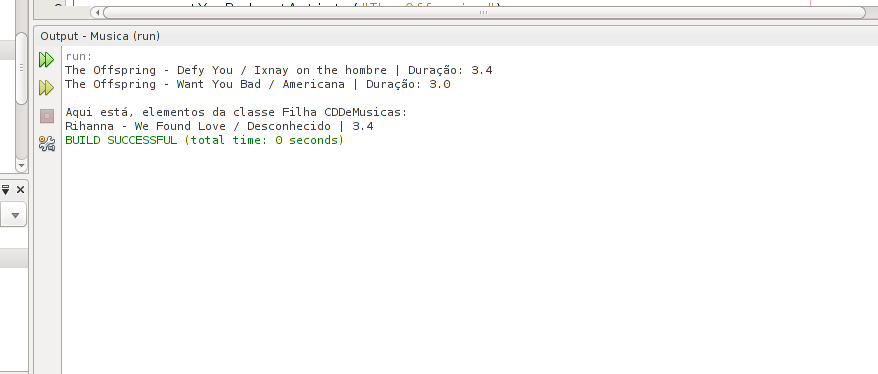 Output - Musica (run)
run:
The Offspring - Defy You / Ixnay on the hombre | Duração: 3.4
The Offspring - Want You Bad / Americana | Duração: 3.0
Aqui está, elementos da classe Filha CDDeMusicas:
Rihanna - We Found Love / Desconhecido | 3.4
BUILD SUCCESSFUL (total time: 0 seconds)